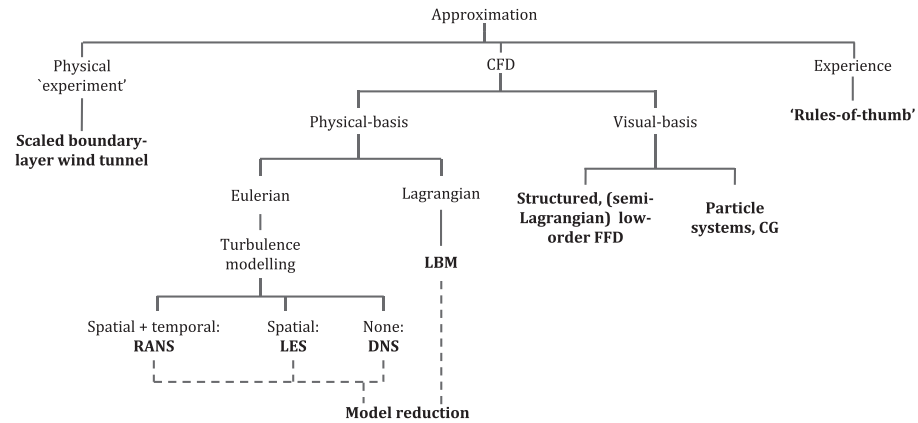 Approximation
Physical
`experiment’
CFD
Experience
Scaled boundary-
layer wind tunnel
‘Rules-of-thumb’
Physical-basis
Visual-basis
Eulerian
Lagrangian
Structured, (semi-
Lagrangian) low-
order FFD
Particle
systems, CG
Turbulence
modelling
LBM
Spatial + temporal:
RANS
Spatial:
LES
None:
DNS
Model reduction